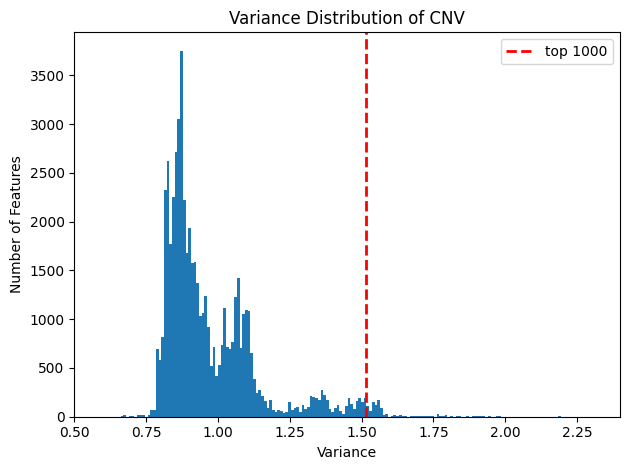 Variance Distribution of CNV
top 1000
Number of Features
3500
3000
2500
2000
1500
1000
500
0
0.50 0.75 1.00 1.25 1.50 1.75 2.00 2.25
Variance